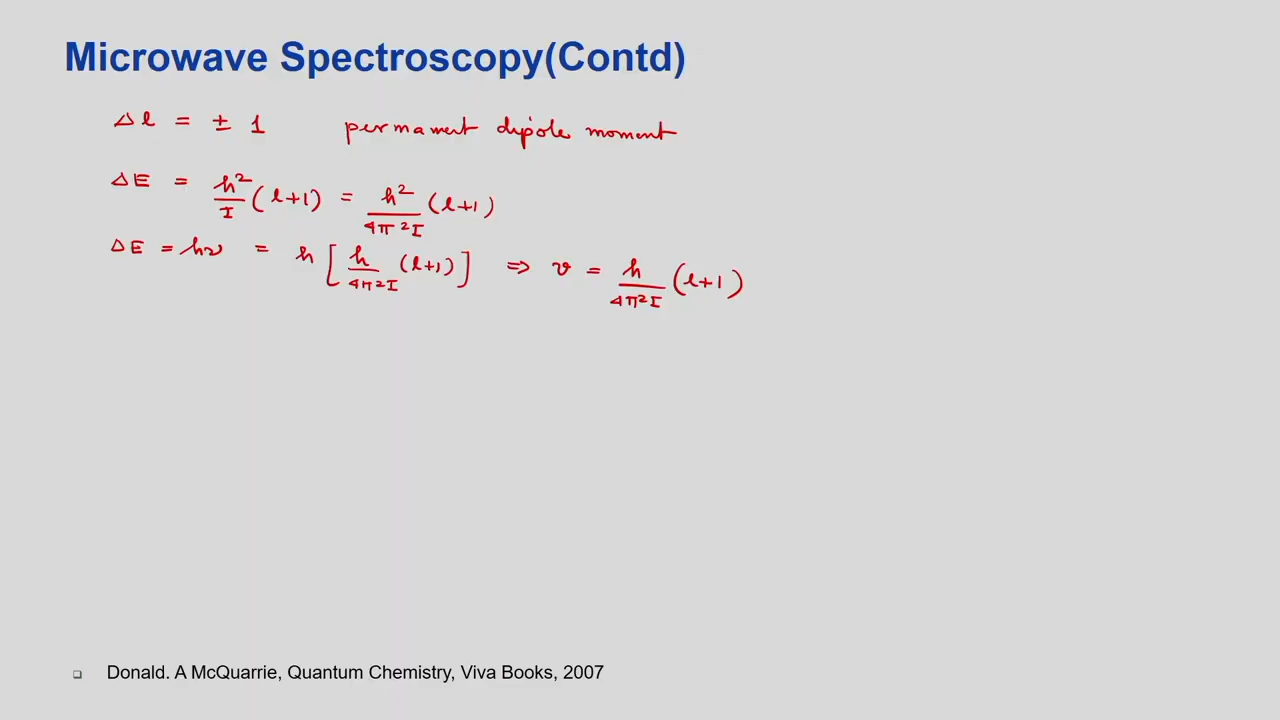 Microwave Spectroscopy(Contd)
Δl = ± 1 permanent dipole moment
ΔE = ħ²/I (l+1) = h²/4π²I (l+1)
ΔE = hν = h [h/4π²I (l+1)] ⇒ ν = h/4π²I (l+1)
❑ Donald. A McQuarrie, Quantum Chemistry, Viva Books, 2007